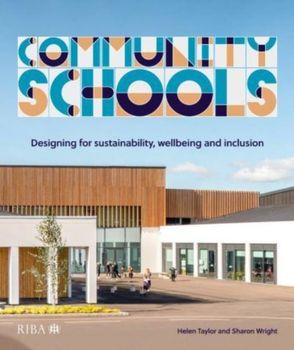 COMMUNITY
SCHOOLS
Designing for sustainability, wellbeing and inclusion
RIBA
Helen Taylor and Sharon Wright